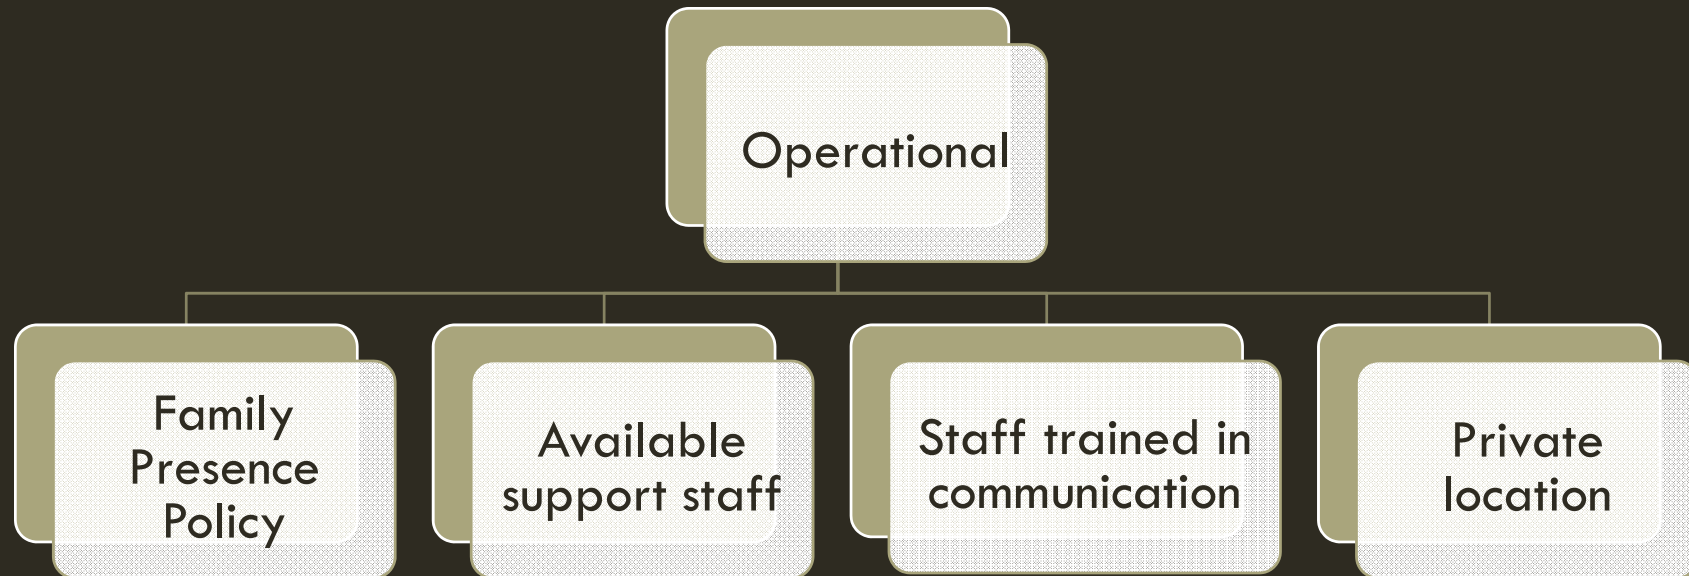 Operational
Family
Presence
Policy
Available
support staff
Staff trained in
communication
Private
location